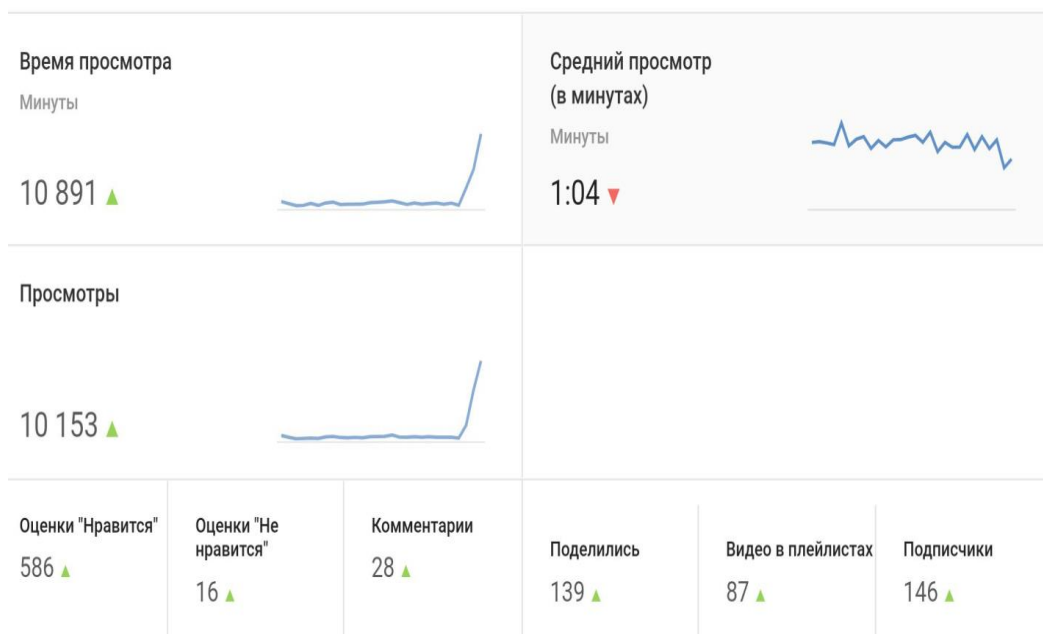 Время просмотра
Минуты
10 891
Средний просмотр
(в минутах)
Минуты
1:04
Просмотры
10 153
Оценки "Нравится"
586
Оценки "Не
нравится"
16
Комментарии
28
Поделились
139
Видео в плейлистах
87
Подписчики
146